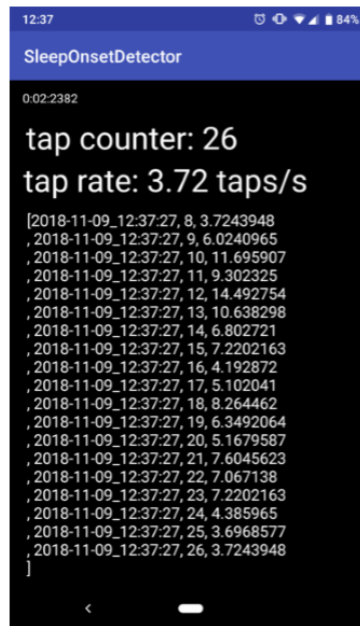 12:37 84%
SleepOnsetDetector
0:02:2382
tap counter: 26
tap rate: 3.72 taps/s
[2018-11-09_12:37:27, 8, 3.7243948
, 2018-11-09_12:37:27, 9, 6.0240965
, 2018-11-09_12:37:27, 10, 11.695907
, 2018-11-09_12:37:27, 11, 9.302325
, 2018-11-09_12:37:27, 12, 14.492754
, 2018-11-09_12:37:27, 13, 10.638298
, 2018-11-09_12:37:27, 14, 6.802721
, 2018-11-09_12:37:27, 15, 7.2202163
, 2018-11-09_12:37:27, 16, 4.192872
, 2018-11-09_12:37:27, 17, 5.102041
, 2018-11-09_12:37:27, 18, 8.264462
, 2018-11-09_12:37:27, 19, 6.3492064
, 2018-11-09_12:37:27, 20, 5.1679587
, 2018-11-09_12:37:27, 21, 7.6045623
, 2018-11-09_12:37:27, 22, 7.067138
, 2018-11-09_12:37:27, 23, 7.2202163
, 2018-11-09_12:37:27, 24, 4.385965
, 2018-11-09_12:37:27, 25, 3.6968577
, 2018-11-09_12:37:27, 26, 3.7243948
]